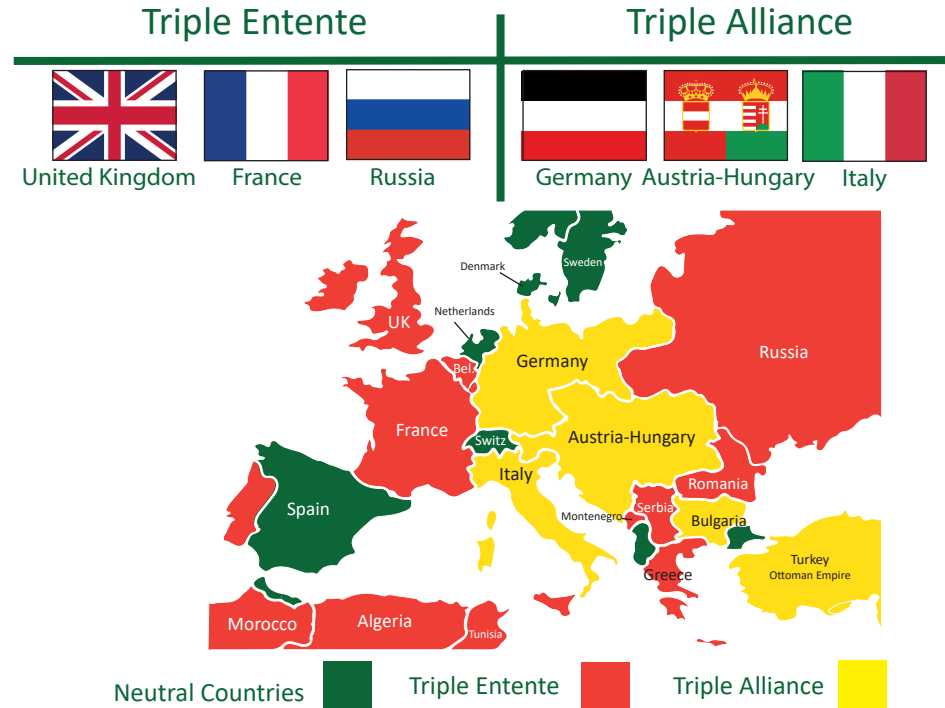 Triple Entente
Triple Alliance
United Kingdom
France
Russia
Germany
Austria-Hungary
Italy
Sweden
Denmark
Netherlands
UK
Russia
Germany
Bel.
France
Austria-Hungary
Switz
Italy
Romania
Spain
Serbia
Montenegro
Bulgaria
Turkey
Ottoman Empire
Greece
Morocco
Algeria
Tunisia
Neutral Countries
Triple Entente
Triple Alliance